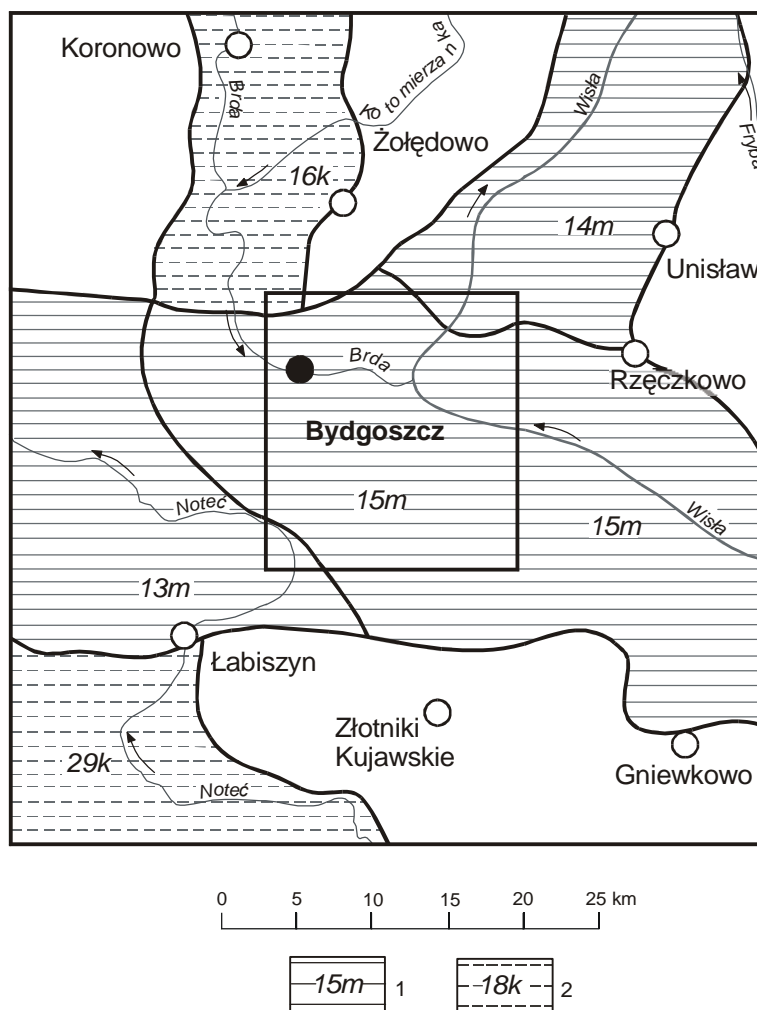 Koronowo
Brda
Kotomierzanka
Wisła
Fryba
Żołędowo
16k
14m
Unisław
Rzęczkowo
Brda
Bydgoszcz
15m
15m
Wisła
Noteć
13m
Łabiszyn
Złotniki
Kujawskie
Gniewkowo
29k
Noteć
0 5 10 15 20 25 km
15m 1 18k 2